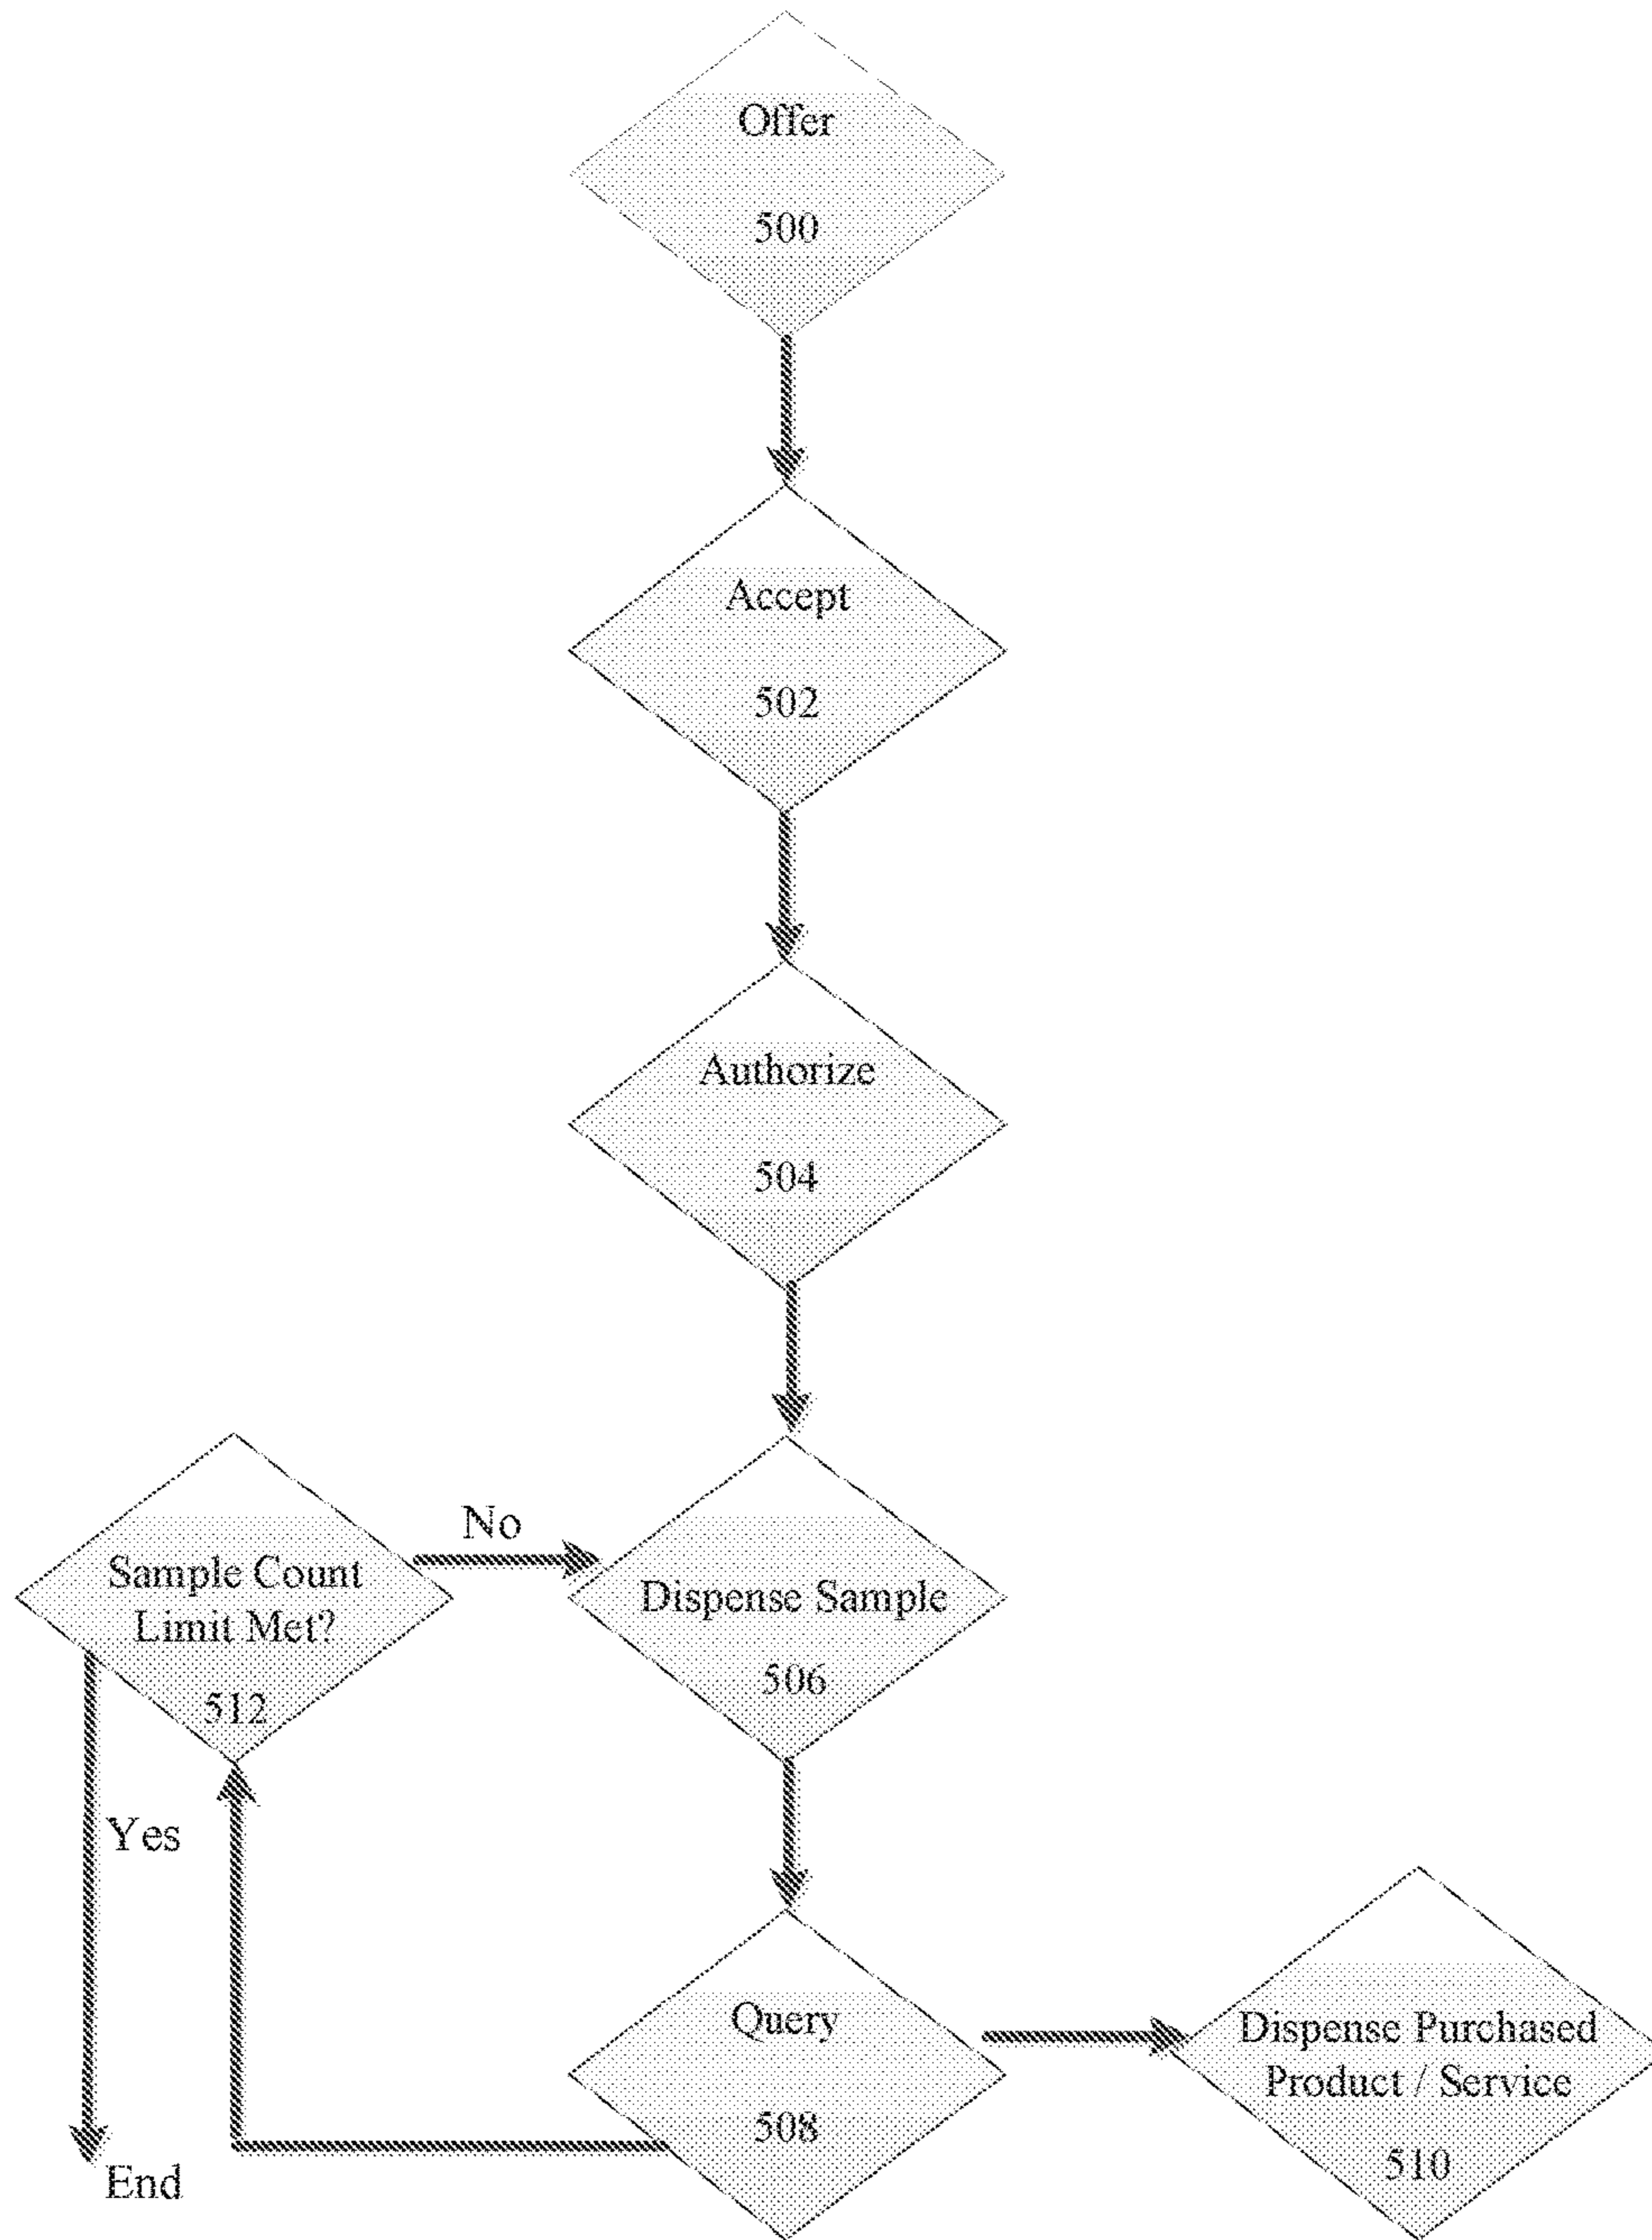 Offer
500
Accept
502
Authorize
504
No
Sample Count
Limit Met?
512
Dispense Sample
506
Yes
Query
508
Dispense Purchased
Product / Service
510
End